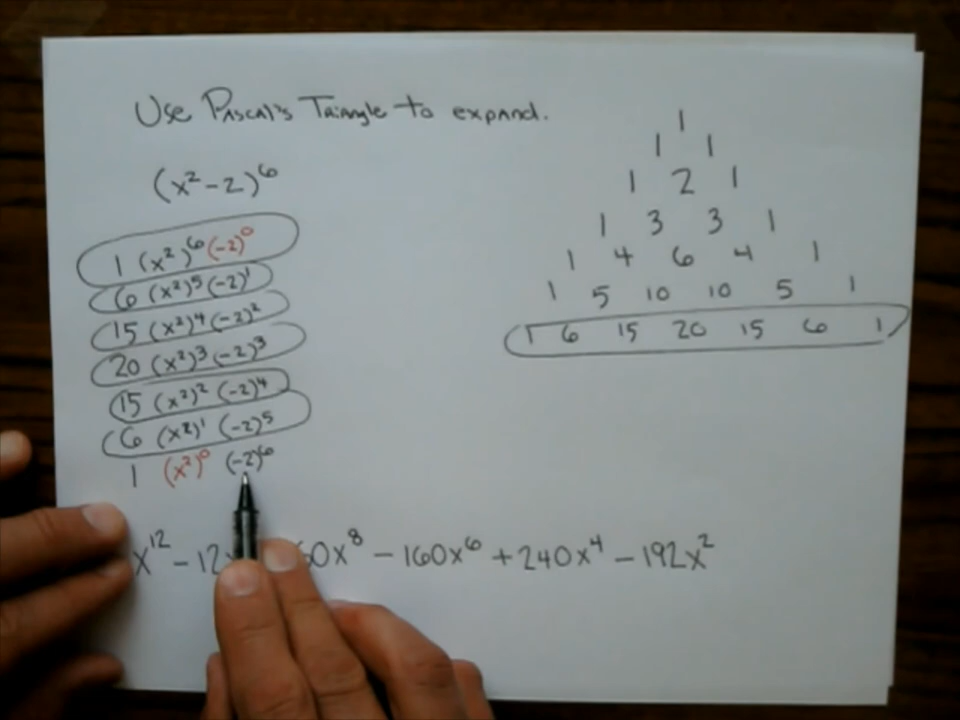 Use Pascal's Triangle to expand.
(x² - 2)⁶
1 (x²)⁶ (-2)⁰
6 (x²)⁵ (-2)¹
15 (x²)⁴ (-2)²
20 (x²)³ (-2)³
15 (x²)² (-2)⁴
6 (x²)¹ (-2)⁵
1 (x²)⁰ (-2)⁶
1
1 1
1 2 1
1 3 3 1
1 4 6 4 1
1 5 10 10 5 1
1 6 15 20 15 6 1
x¹² - 12x 60x⁸ - 160x⁶ + 240x⁴ - 192x²